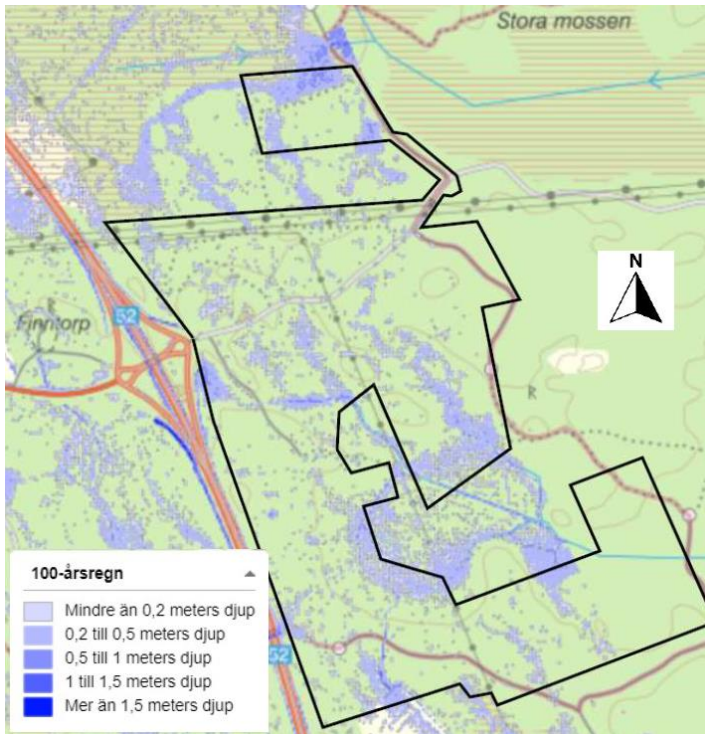 Stora mossen
N
Finntorp
R
52
R
100-årsregn
Mindre än 0,2 meters djup
0,2 till 0,5 meters djup
0,5 till 1 meters djup
1 till 1,5 meters djup
Mer än 1,5 meters djup
52